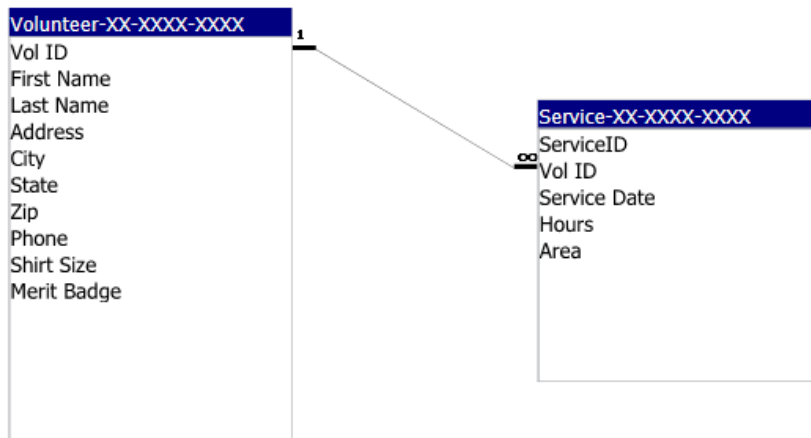 Volunteer-XX-XXXX-XXXX
Vol ID
First Name
Last Name
Address
City
State
Zip
Phone
Shirt Size
Merit Badge
1
∞
Service-XX-XXXX-XXXX
ServiceID
Vol ID
Service Date
Hours
Area